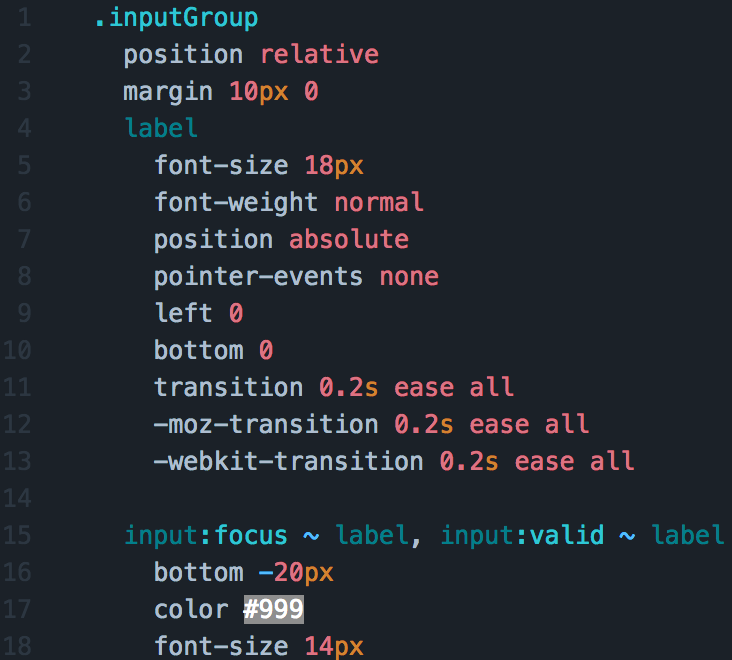 1 .inputGroup
2 position relative
3 margin 10px 0
4 label
5 font-size 18px
6 font-weight normal
7 position absolute
8 pointer-events none
9 left 0
10 bottom 0
11 transition 0.2s ease all
12 -moz-transition 0.2s ease all
13 -webkit-transition 0.2s ease all
14
15 input:focus ~ label, input:valid ~ label
16 bottom -20px
17 color #999
18 font-size 14px